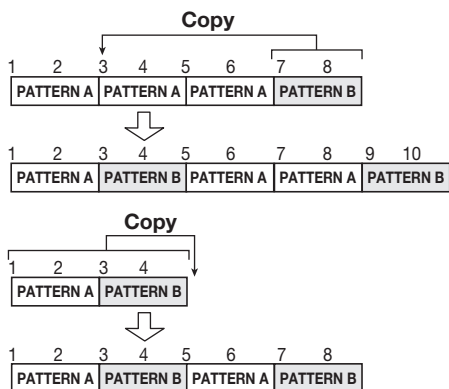 Copy
1 2 3 4 5 6 7 8
PATTERN A PATTERN A PATTERN A PATTERN B
1 2 3 4 5 6 7 8 9 10
PATTERN A PATTERN B PATTERN A PATTERN A PATTERN B
Copy
1 2 3 4
PATTERN A PATTERN B
1 2 3 4 5 6 7 8
PATTERN A PATTERN B PATTERN A PATTERN B